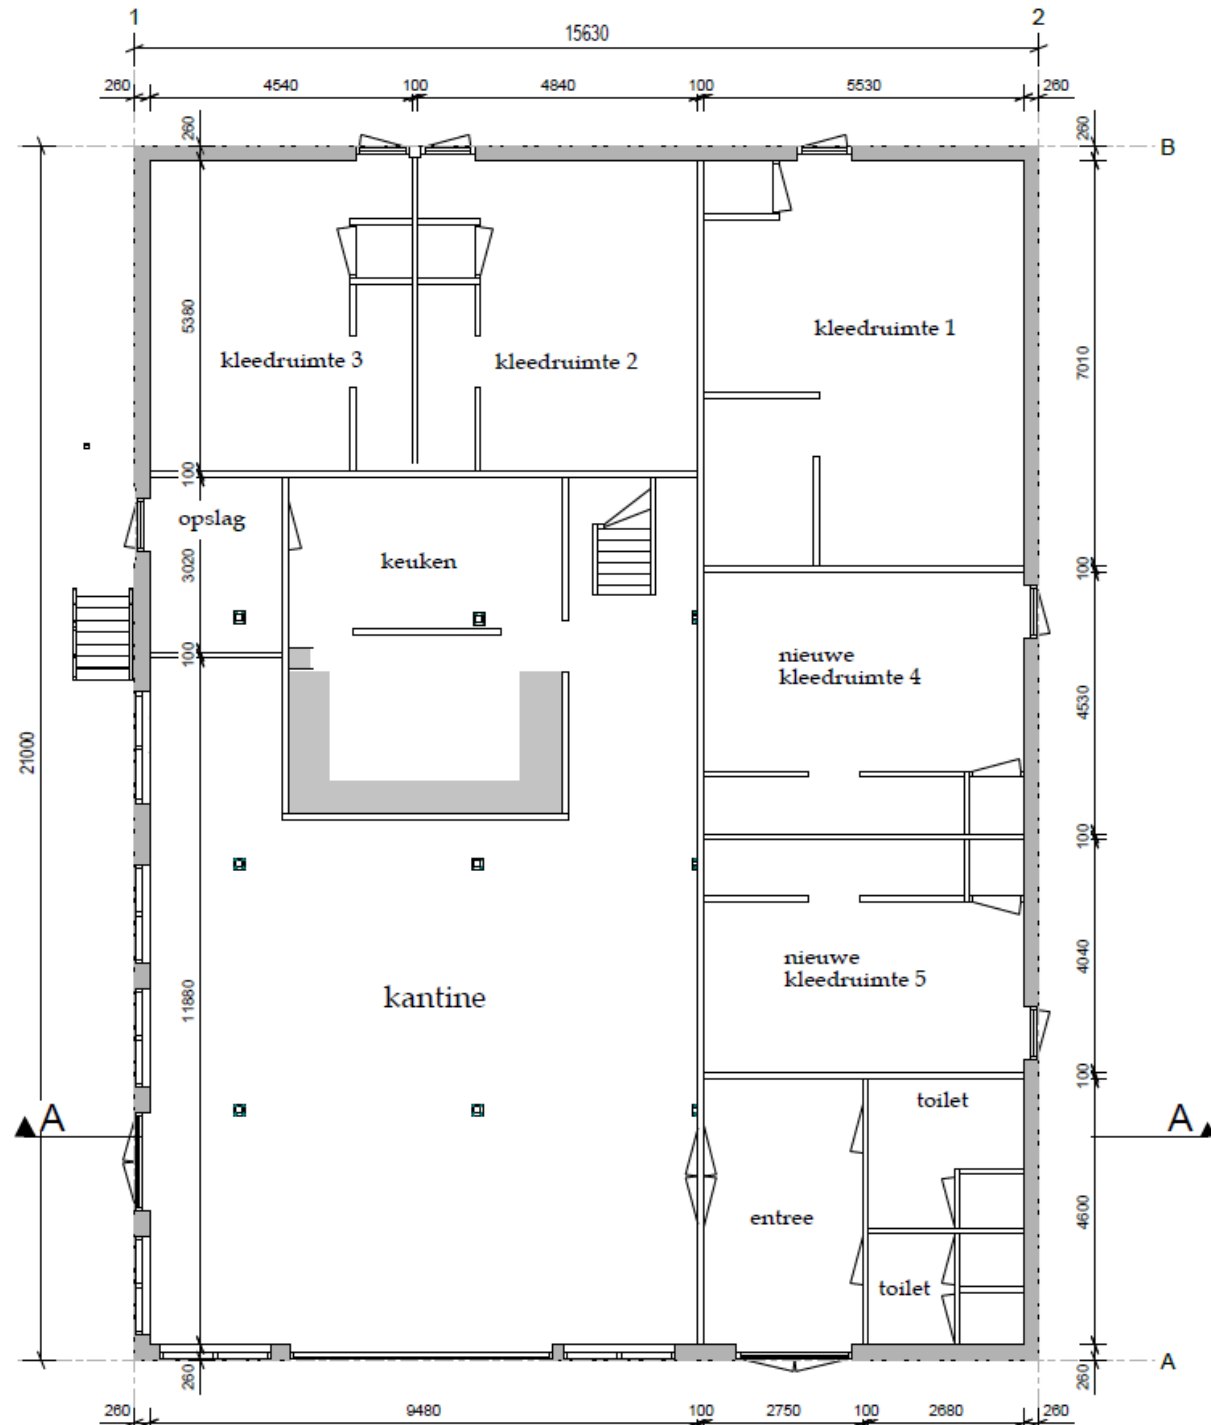 1
2
15630
260
4540
100
4840
100
5530
260
260
260
B
5380
kleedruimte 1
kleedruimte 3
kleedruimte 2
7010
100
opslag
keuken
3020
100
100
nieuwe
kleedruimte 4
4530
21000
100
nieuwe
kleedruimte 5
4040
kantine
11880
100
toilet
A
A
entree
4600
toilet
A
260
260
260
9480
100
2750
100
2680
260